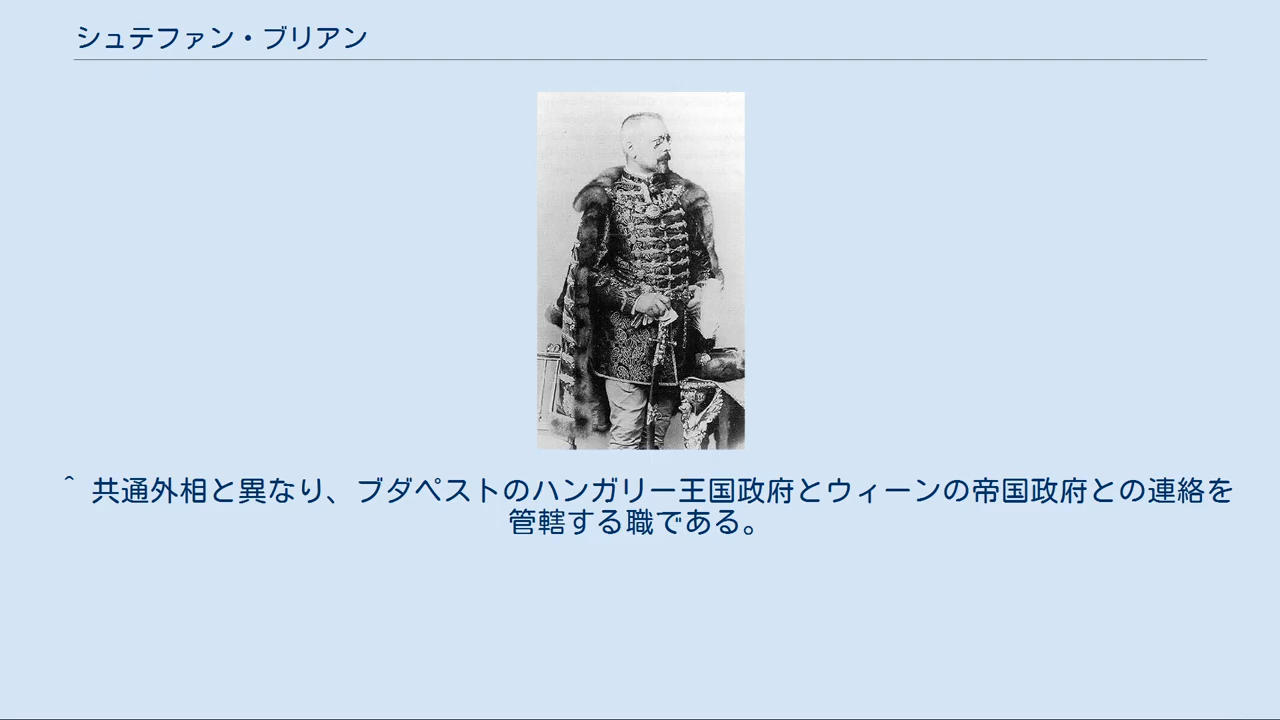 シュテファン・ブリアン
^ 共通外相と異なり、ブダペストのハンガリー王国政府とウィーンの帝国政府との連絡を
管轄する職である。